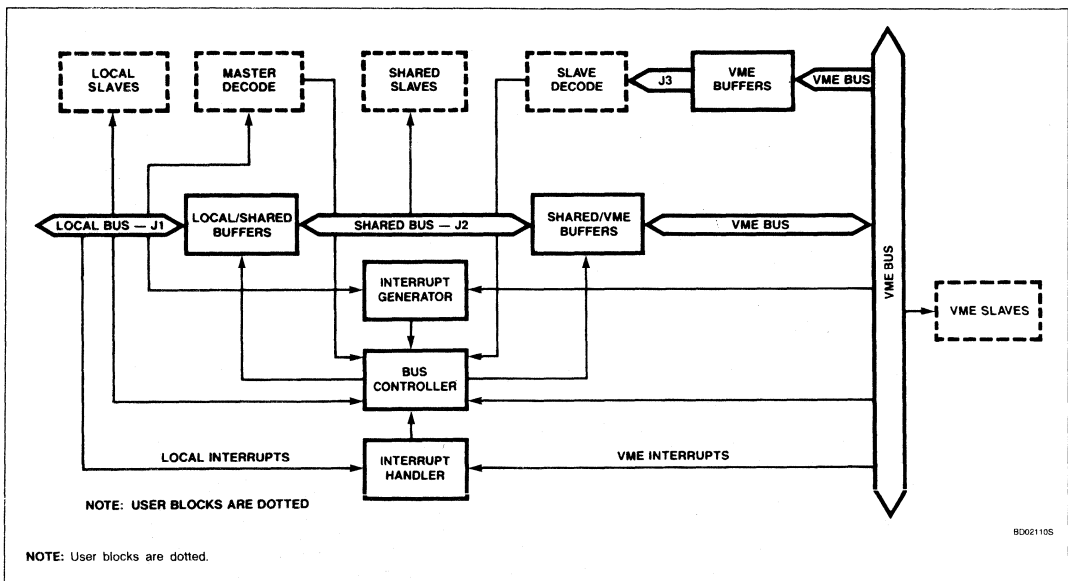 LOCAL
SLAVES
MASTER
DECODE
SHARED
SLAVES
SLAVE
DECODE
J3
VME
BUFFERS
VME BUS
LOCAL BUS — J1
LOCAL/SHARED
BUFFERS
SHARED BUS — J2
SHARED/VME
BUFFERS
VME BUS
VME BUS
INTERRUPT
GENERATOR
VME SLAVES
BUS
CONTROLLER
LOCAL INTERRUPTS
INTERRUPT
HANDLER
VME INTERRUPTS
NOTE: USER BLOCKS ARE DOTTED
BD02110S
NOTE: User blocks are dotted.